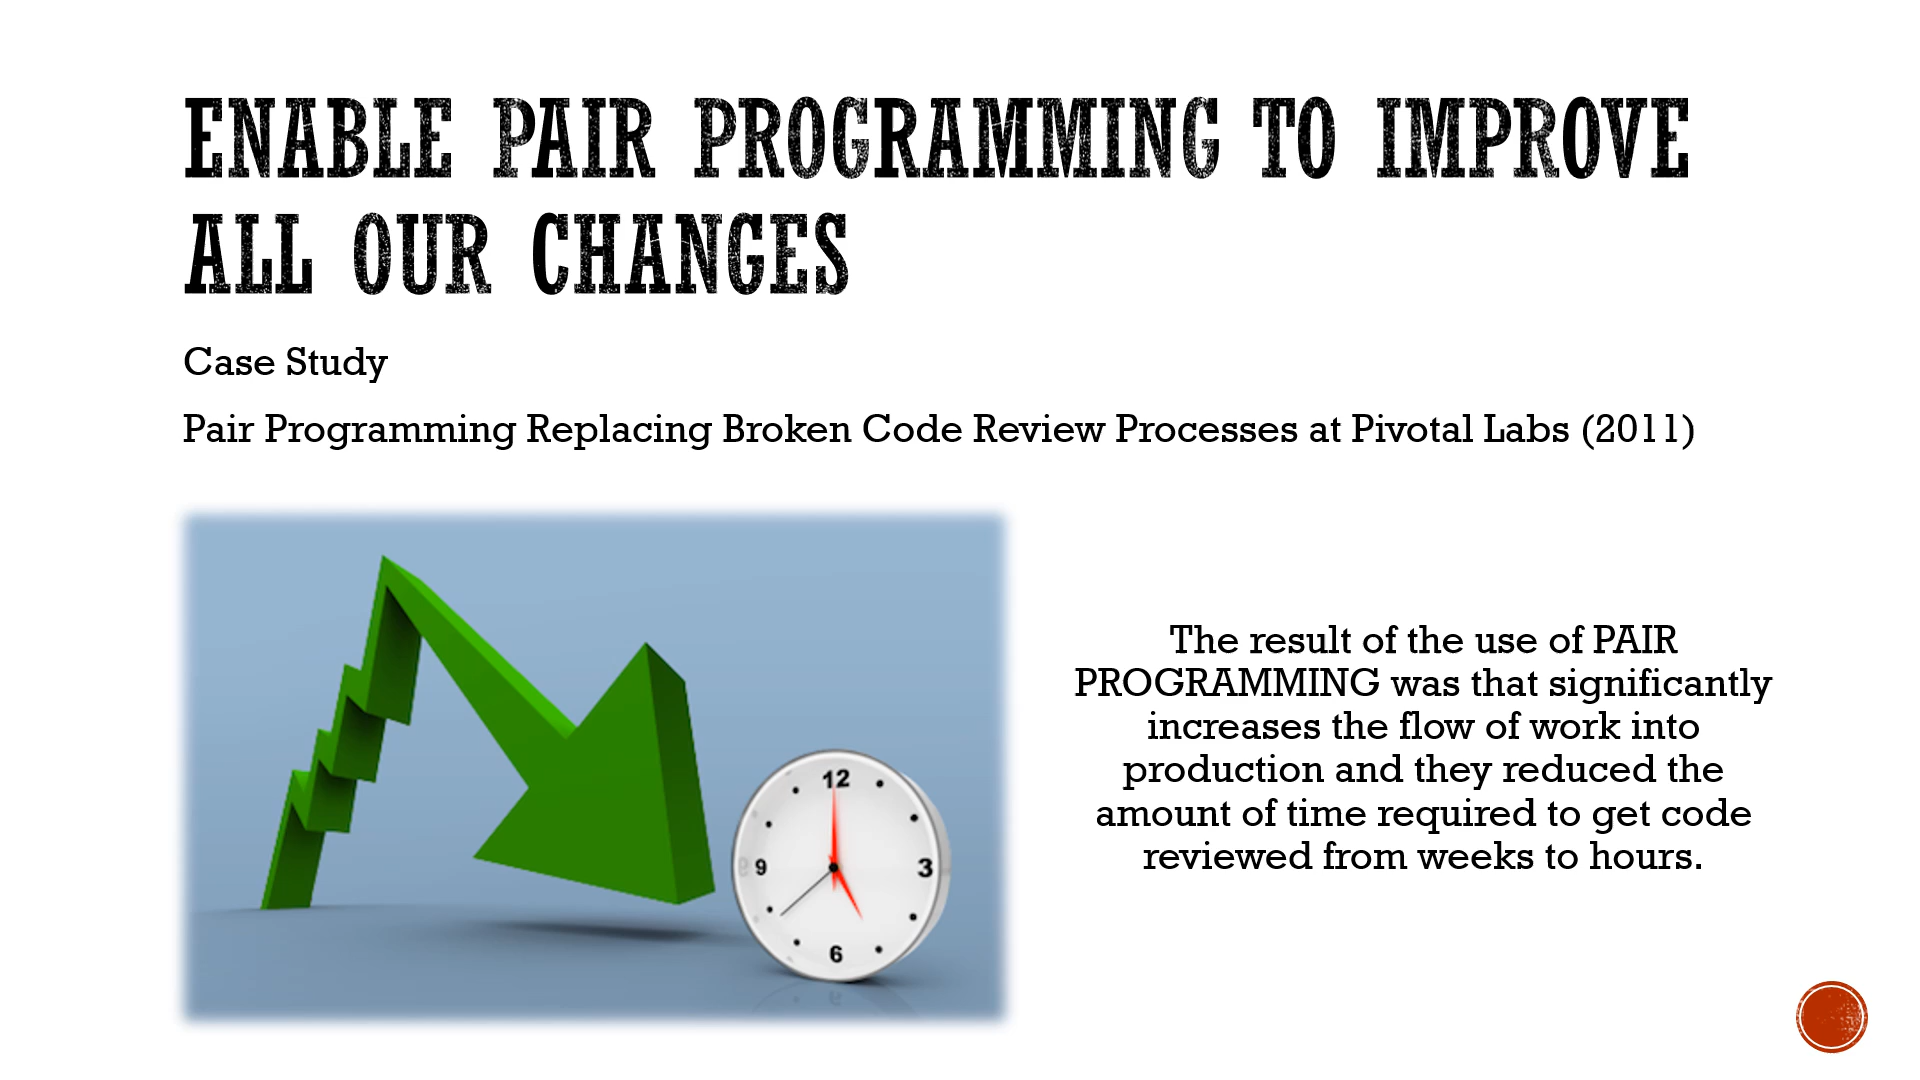 ENABLE PAIR PROGRAMMING TO IMPROVE
ALL OUR CHANGES
Case Study
Pair Programming Replacing Broken Code Review Processes at Pivotal Labs (2011)
12
9
3
6
The result of the use of PAIR
PROGRAMMING was that significantly
increases the flow of work into
production and they reduced the
amount of time required to get code
reviewed from weeks to hours.